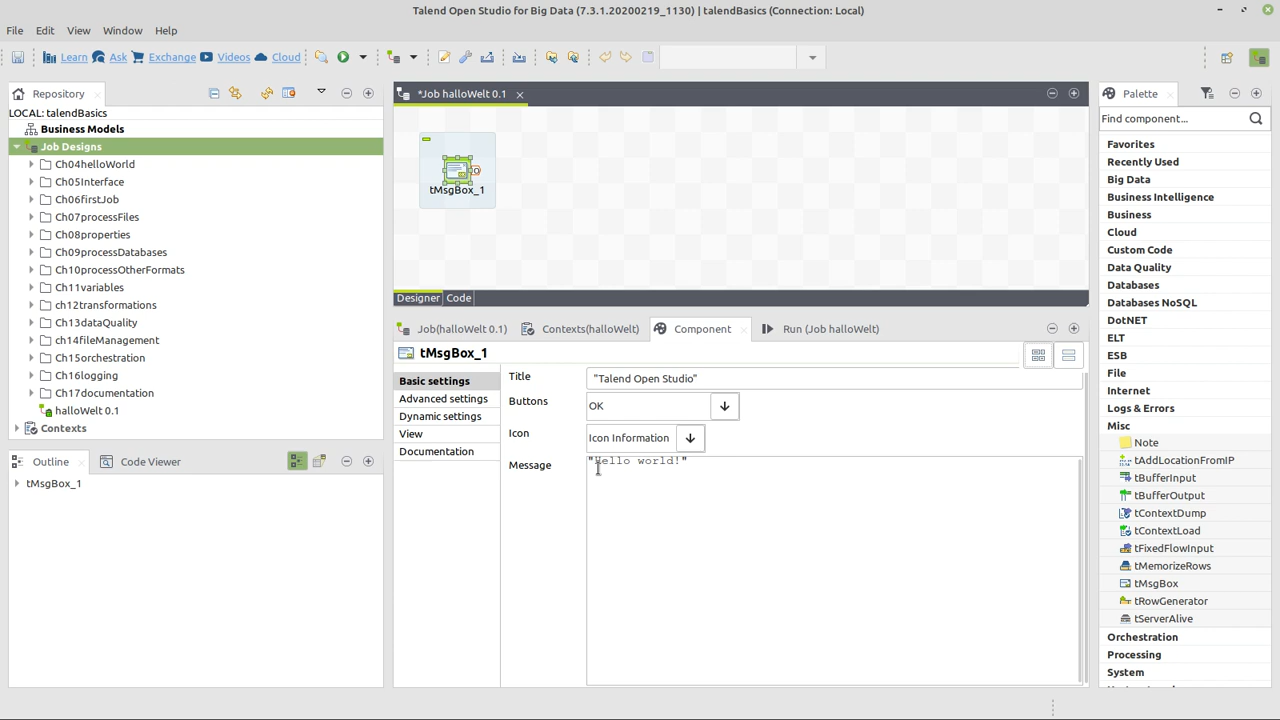 Talend Open Studio for Big Data (7.3.1.20200219_1130) | talendBasics (Connection: Local)
File Edit View Window Help
Learn Ask Exchange Videos Cloud
Repository
LOCAL: talendBasics
Business Models
Job Designs
Ch04helloWorld
Ch05Interface
Ch06firstJob
Ch07processFiles
Ch08properties
Ch09processDatabases
Ch10processOtherFormats
Ch11variables
ch12transformations
Ch13dataQuality
ch14fileManagement
Ch15orchestration
Ch16logging
Ch17documentation
halloWelt 0.1
Contexts
Outline Code Viewer
tMsgBox_1
*Job halloWelt 0.1
tMsgBox_1
Designer Code
Job(halloWelt 0.1) Contexts(halloWelt) Component Run (Job halloWelt)
tMsgBox_1
Basic settings
Advanced settings
Dynamic settings
View
Documentation
Title "Talend Open Studio"
Buttons OK
Icon Icon Information
Message "Hello world!"
Palette
Find component...
Favorites
Recently Used
Big Data
Business Intelligence
Business
Cloud
Custom Code
Data Quality
Databases
Databases NoSQL
DotNET
ELT
ESB
File
Internet
Logs & Errors
Misc
Note
tAddLocationFromIP
tBufferInput
tBufferOutput
tContextDump
tContextLoad
tFixedFlowInput
tMemorizeRows
tMsgBox
tRowGenerator
tServerAlive
Orchestration
Processing
System